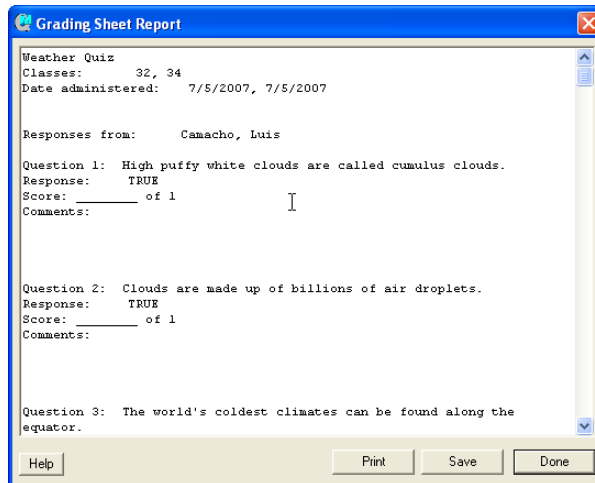 Grading Sheet Report
Weather Quiz
Classes: 32, 34
Date administered: 7/5/2007, 7/5/2007
Responses from: Camacho, Luis
Question 1: High puffy white clouds are called cumulus clouds.
Response: TRUE
Score: ________ of 1
Comments:
Question 2: Clouds are made up of billions of air droplets.
Response: TRUE
Score: ________ of 1
Comments:
Question 3: The world's coldest climates can be found along the
equator.
Help Print Save Done